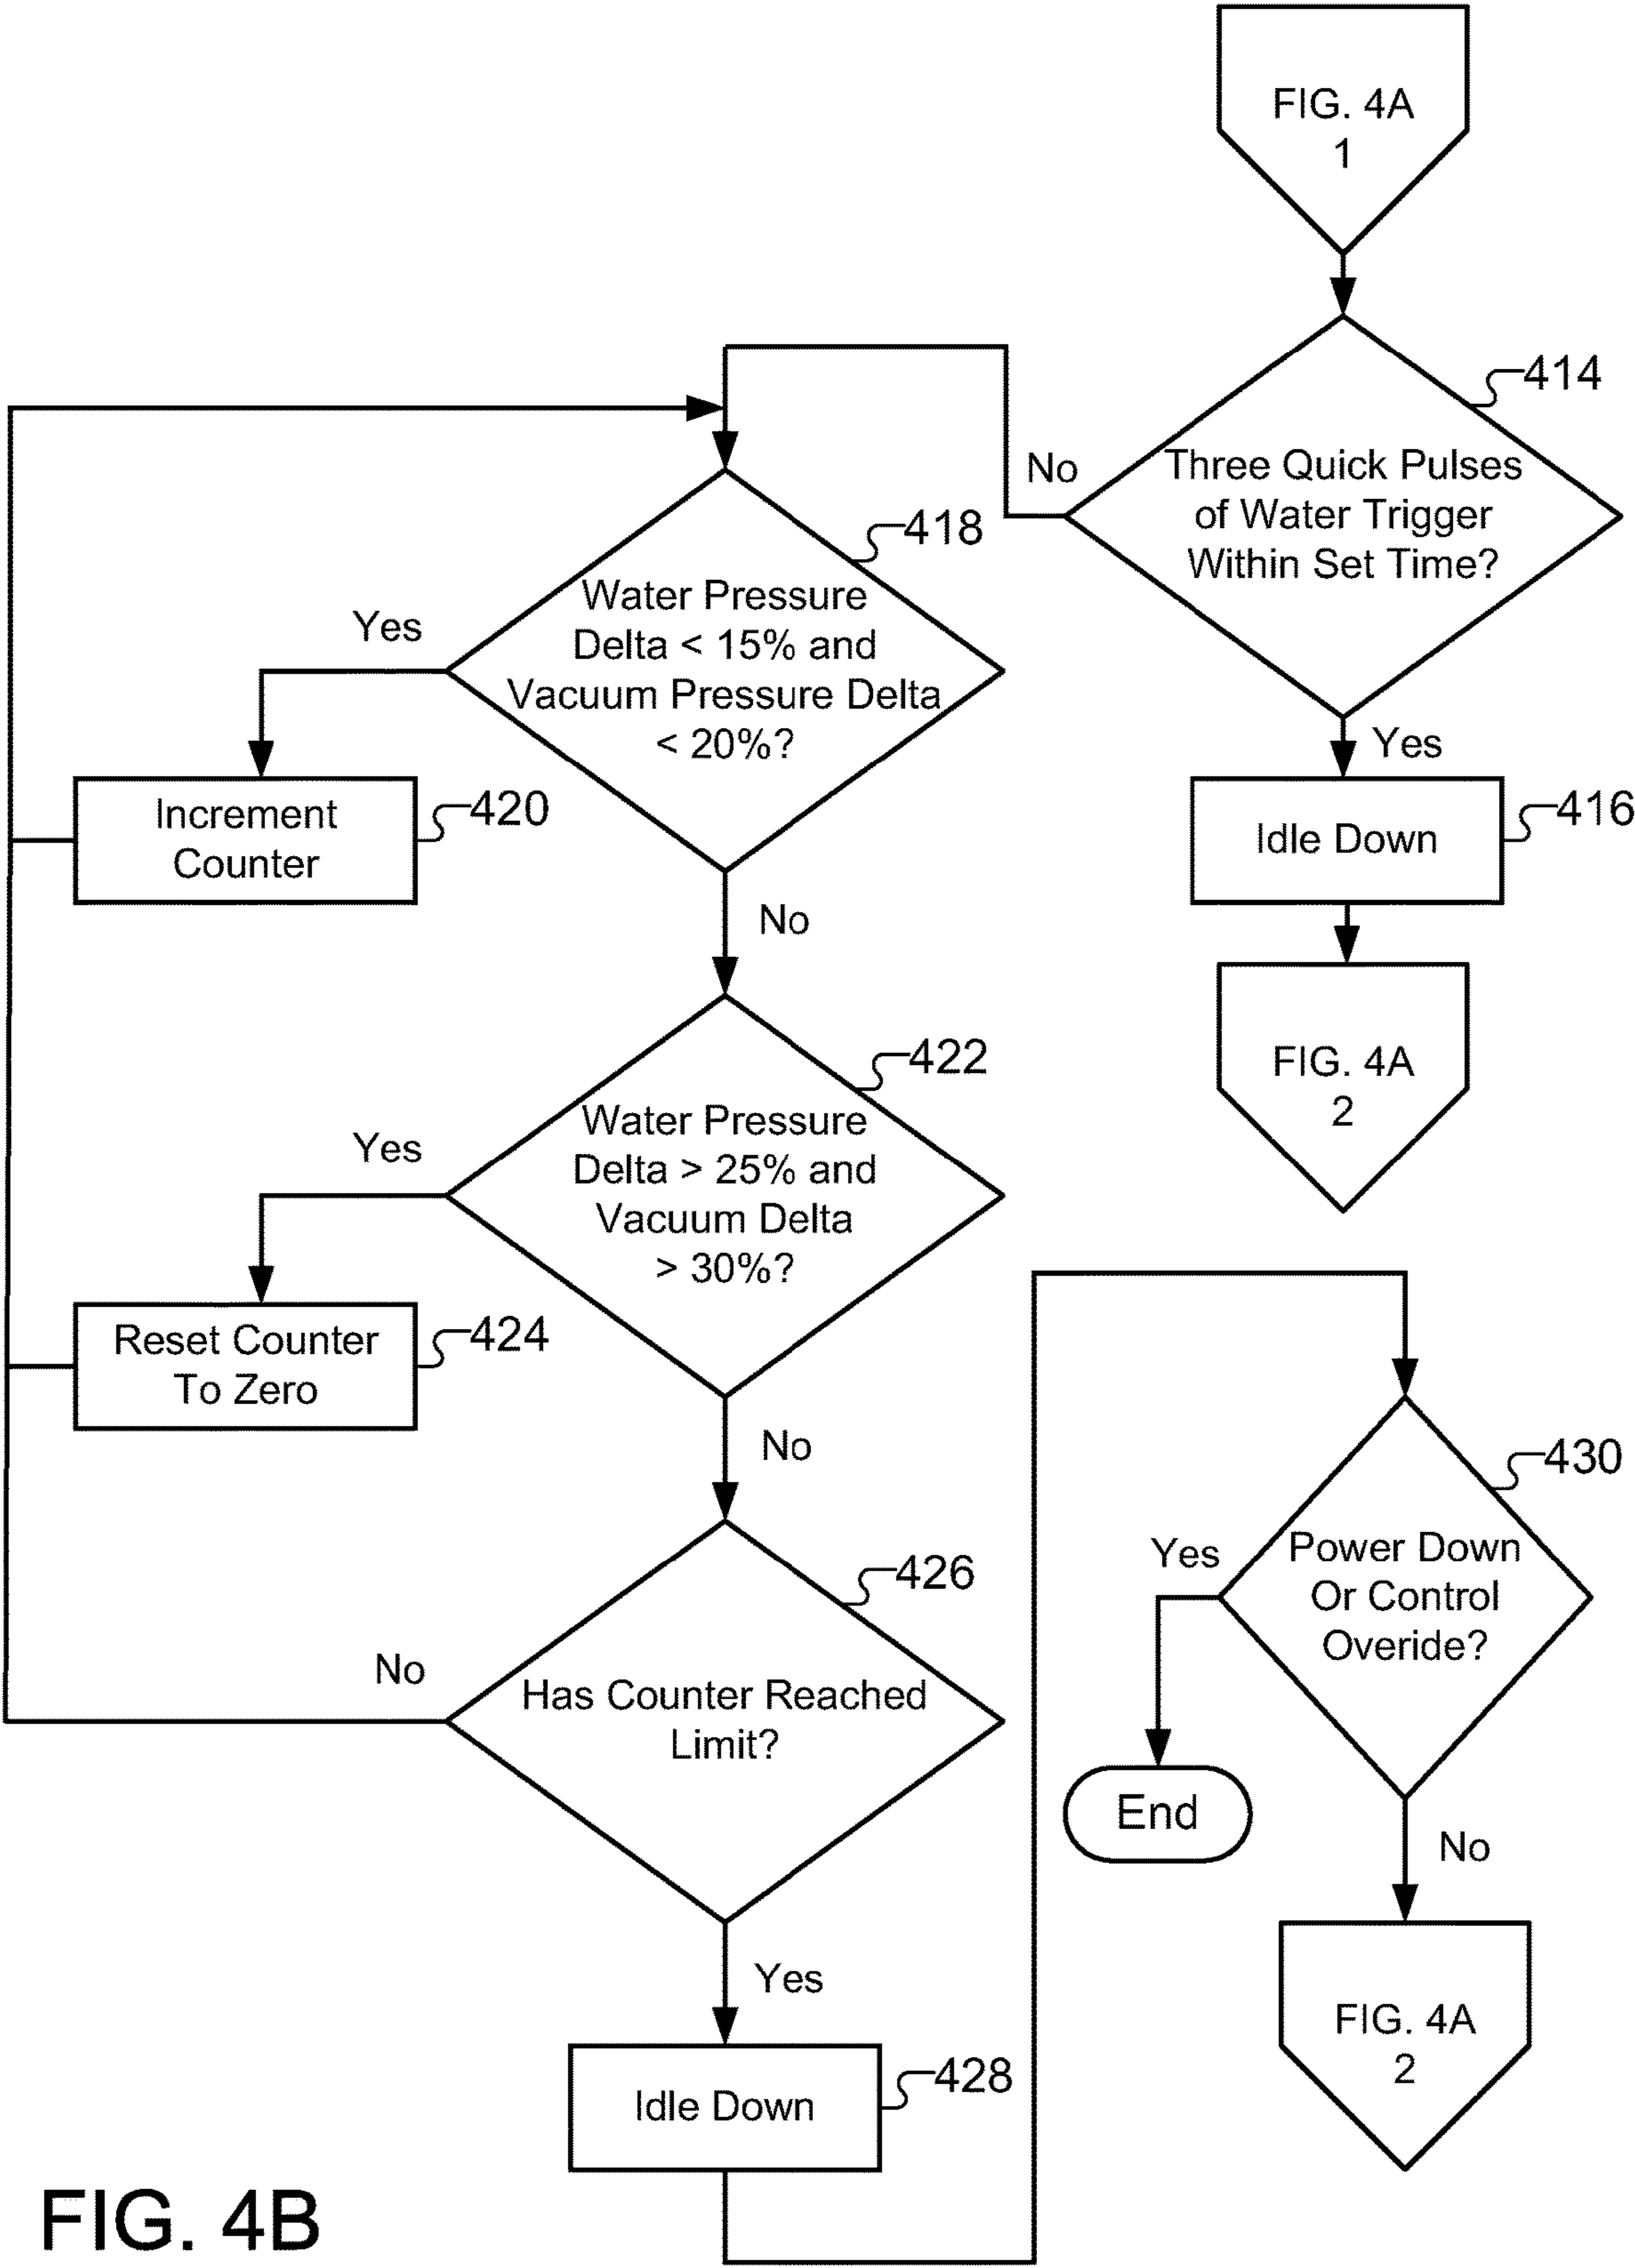 FIG. 4A
1
414
Three Quick Pulses
of Water Trigger
Within Set Time?
No
Yes
416
Idle Down
FIG. 4A
2
418
Water Pressure
Delta < 15% and
Vacuum Pressure Delta
< 20%?
Yes
420
Increment
Counter
No
422
Water Pressure
Delta > 25% and
Vacuum Delta
> 30%?
Yes
424
Reset Counter
To Zero
No
426
Has Counter Reached
Limit?
No
Yes
428
Idle Down
430
Power Down
Or Control
Overide?
Yes
End
No
FIG. 4A
2
FIG. 4B